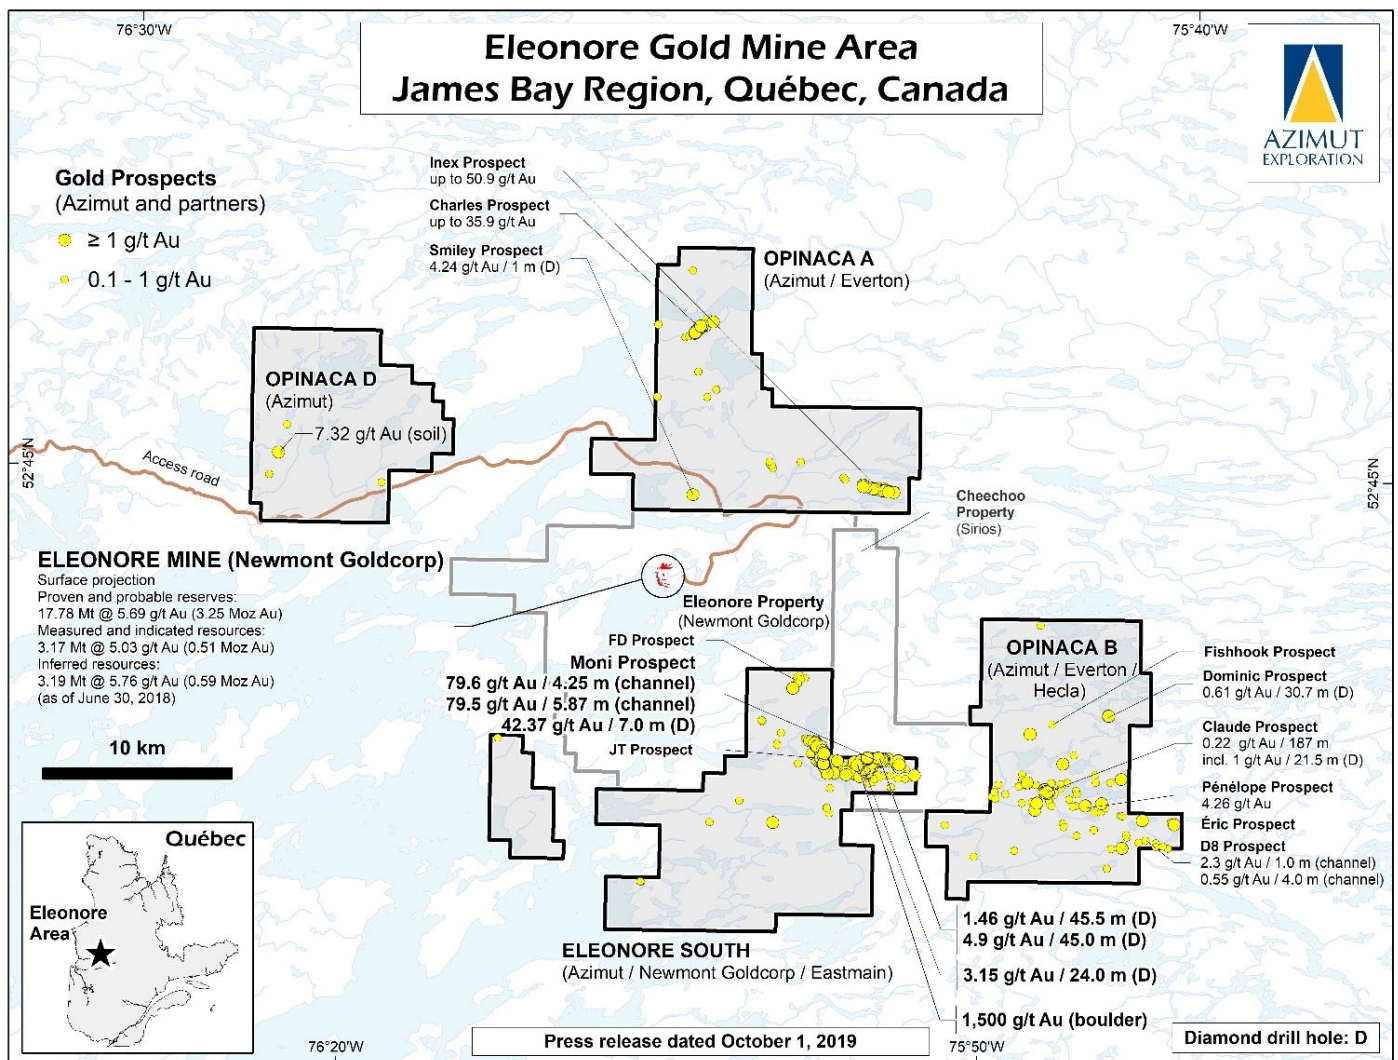 76°30'W
75°40'W
Eleonore Gold Mine Area
James Bay Region, Québec, Canada
AZIMUT
EXPLORATION
Gold Prospects
(Azimut and partners)
≥ 1 g/t Au
0.1 - 1 g/t Au
Inex Prospect
up to 50.9 g/t Au
Charles Prospect
up to 35.9 g/t Au
Smiley Prospect
4.24 g/t Au / 1 m (D)
OPINACA A
(Azimut / Everton)
OPINACA D
(Azimut)
7.32 g/t Au (soil)
52°45'N
Access road
52°45'N
Cheechoo
Property
(Sirios)
ELEONORE MINE (Newmont Goldcorp)
Surface projection
Proven and probable reserves:
17.78 Mt @ 5.69 g/t Au (3.25 Moz Au)
Measured and indicated resources:
3.17 Mt @ 5.03 g/t Au (0.51 Moz Au)
Inferred resources:
3.19 Mt @ 5.76 g/t Au (0.59 Moz Au)
(as of June 30, 2018)
10 km
Eleonore Property
(Newmont Goldcorp)
FD Prospect
Moni Prospect
79.6 g/t Au / 4.25 m (channel)
79.5 g/t Au / 5.87 m (channel)
42.37 g/t Au / 7.0 m (D)
JT Prospect
OPINACA B
(Azimut / Everton /
Hecla)
Fishhook Prospect
Dominic Prospect
0.61 g/t Au / 30.7 m (D)
Claude Prospect
0.22 g/t Au / 187 m
incl. 1 g/t Au / 21.5 m (D)
Pénélope Prospect
4.26 g/t Au
Éric Prospect
D8 Prospect
2.3 g/t Au / 1.0 m (channel)
0.55 g/t Au / 4.0 m (channel)
Québec
Eleonore
Area
ELEONORE SOUTH
(Azimut / Newmont Goldcorp / Eastmain)
1.46 g/t Au / 45.5 m (D)
4.9 g/t Au / 45.0 m (D)
3.15 g/t Au / 24.0 m (D)
1,500 g/t Au (boulder)
76°20'W
Press release dated October 1, 2019
75°50'W
Diamond drill hole: D